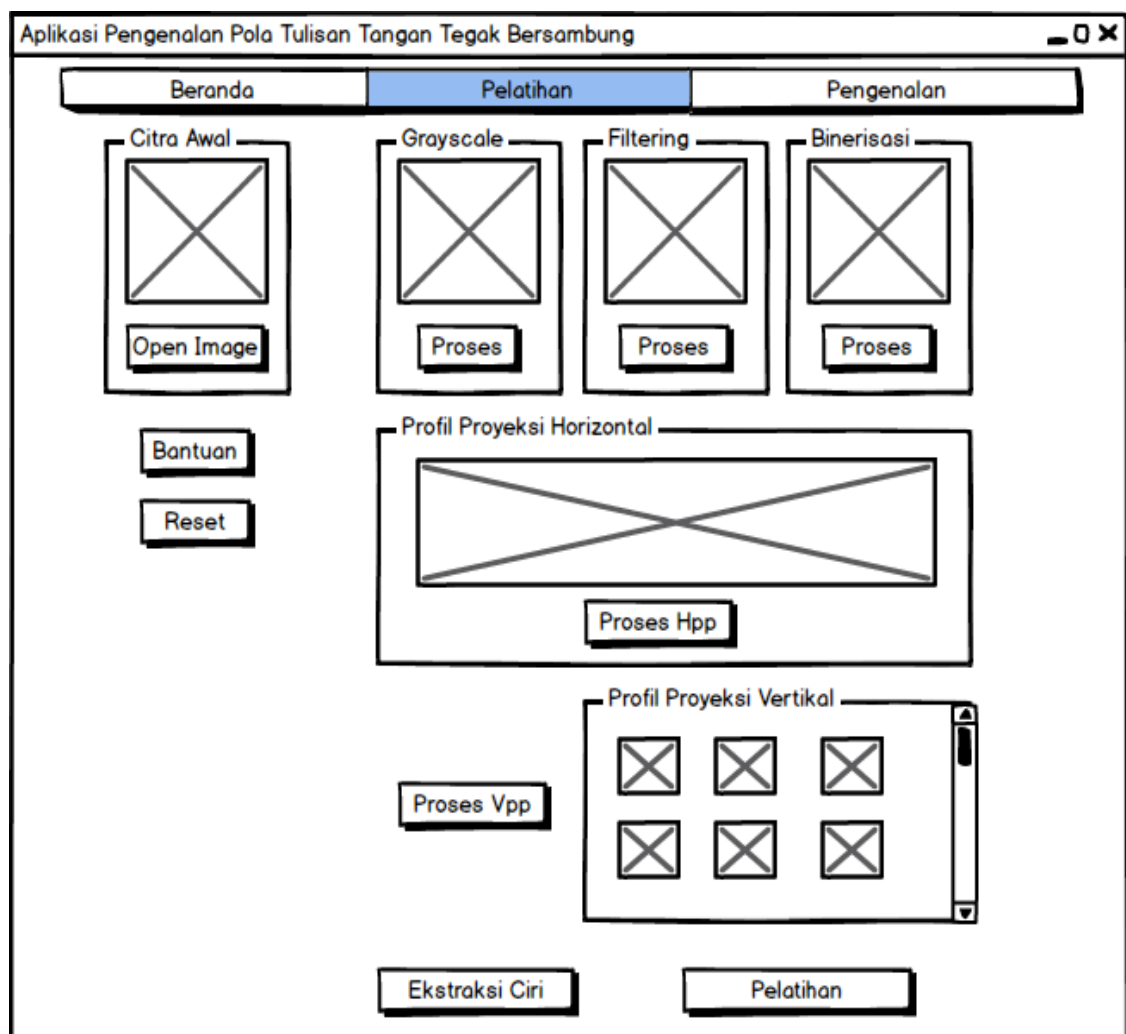 Aplikasi Pengenalan Pola Tulisan Tangan Tegak Bersambung
Beranda Pelatihan Pengenalan
Citra Awal Grayscale Filtering Binerisasi
Open Image Proses Proses Proses
Bantuan
Reset
Profil Proyeksi Horizontal
Proses Hpp
Profil Proyeksi Vertikal
Proses Vpp
Ekstraksi Ciri Pelatihan